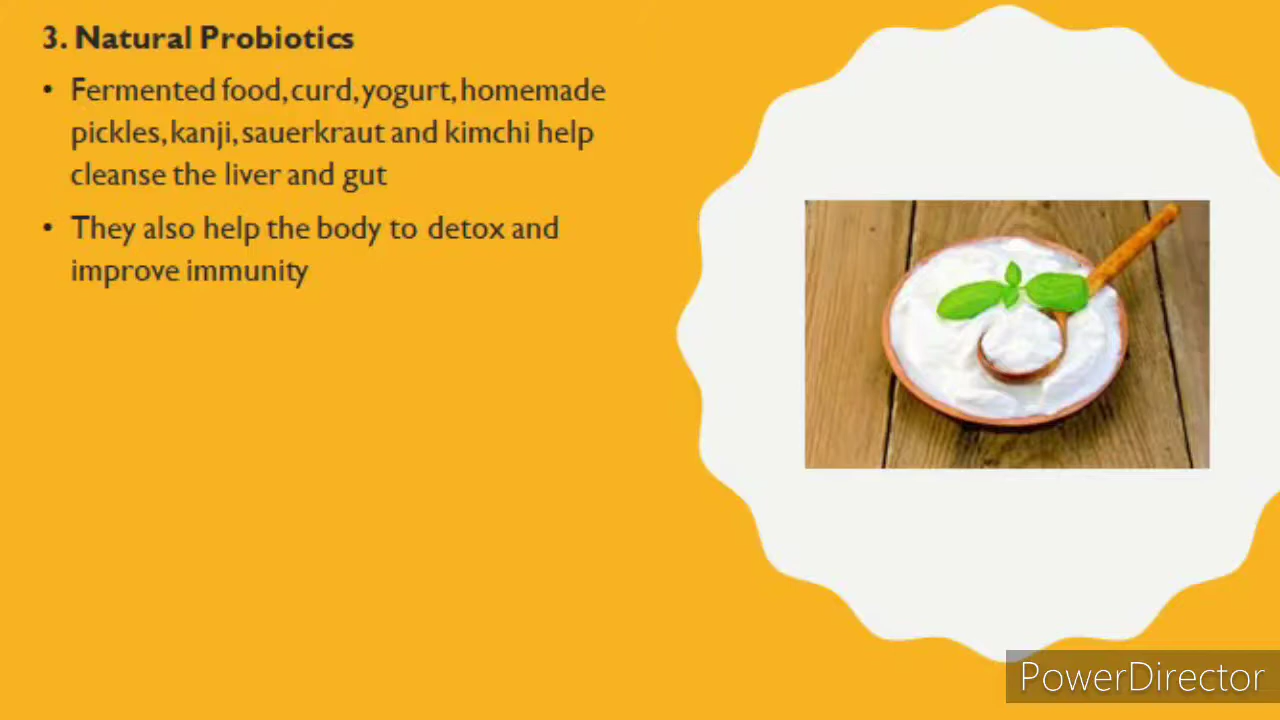 3. Natural Probiotics
• Fermented food, curd, yogurt, homemade
pickles, kanji, sauerkraut and kimchi help
cleanse the liver and gut
• They also help the body to detox and
improve immunity
PowerDirector